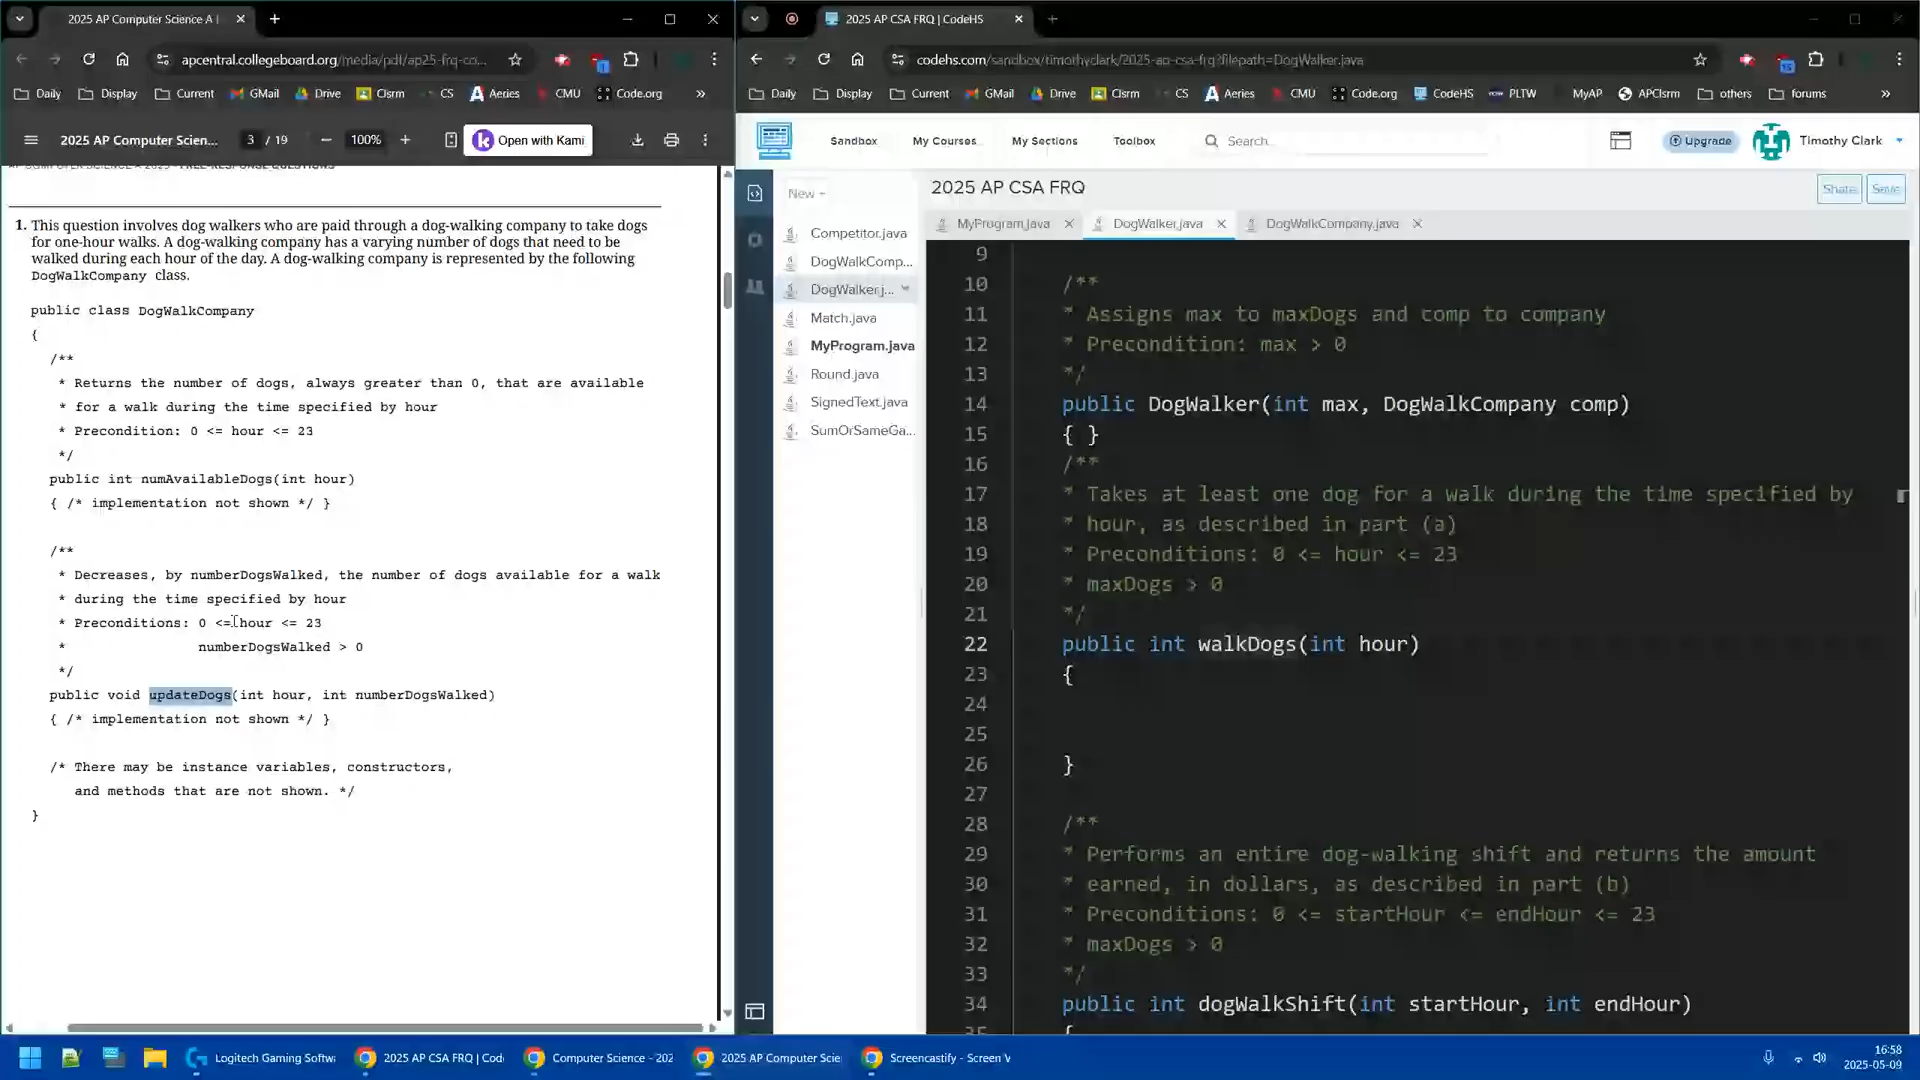 2025 AP Computer Science A |
2025 AP CSA FRQ | CodeHS
apcentral.collegeboard.org/media/pdf/ap25-frq-co...
codehs.com/sandbox/timothyclark/2025-ap-csa-frq?filepath=DogWalker.java
Daily
Display
Current
GMail
Drive
Clsrm
CS
Aeries
CMU
Code.org
»
Daily
Display
Current
GMail
Drive
Clsrm
CS
Aeries
CMU
Code.org
CodeHS
PLTW
MyAP
APClsrm
others
forums
»
2025 AP Computer Scien...
3 / 19
100%
Open with Kami
Sandbox
My Courses
My Sections
Toolbox
Search...
Upgrade
Timothy Clark
1. This question involves dog walkers who are paid through a dog-walking company to take dogs
for one-hour walks. A dog-walking company has a varying number of dogs that need to be
walked during each hour of the day. A dog-walking company is represented by the following
DogWalkCompany class.
public class DogWalkCompany
{
/**
* Returns the number of dogs, always greater than 0, that are available
* for a walk during the time specified by hour
* Precondition: 0 <= hour <= 23
*/
public int numAvailableDogs(int hour)
{ /* implementation not shown */ }
/**
* Decreases, by numberDogsWalked, the number of dogs available for a walk
* during the time specified by hour
* Preconditions: 0 <= hour <= 23
* numberDogsWalked > 0
*/
public void updateDogs(int hour, int numberDogsWalked)
{ /* implementation not shown */ }
/* There may be instance variables, constructors,
and methods that are not shown. */
}
New
2025 AP CSA FRQ
Share
Save
Competitor.java
DogWalkComp...
DogWalker.j...
Match.java
MyProgram.java
Round.java
SignedText.java
SumOrSameGa...
MyProgram.java
DogWalker.java
DogWalkCompany.java
9
10 /**
11 * Assigns max to maxDogs and comp to company
12 * Precondition: max > 0
13 */
14 public DogWalker(int max, DogWalkCompany comp)
15 { }
16 /**
17 * Takes at least one dog for a walk during the time specified by
18 * hour, as described in part (a)
19 * Preconditions: 0 <= hour <= 23
20 * maxDogs > 0
21 */
22 public int walkDogs(int hour)
23 {
24
25
26 }
27
28 /**
29 * Performs an entire dog-walking shift and returns the amount
30 * earned, in dollars, as described in part (b)
31 * Preconditions: 0 <= startHour <= endHour <= 23
32 * maxDogs > 0
33 */
34 public int dogWalkShift(int startHour, int endHour)
35 {
Logitech Gaming Softw
2025 AP CSA FRQ | Cod
Computer Science - 202
2025 AP Computer Scie
Screencastify - Screen V
16:58
2025-05-09